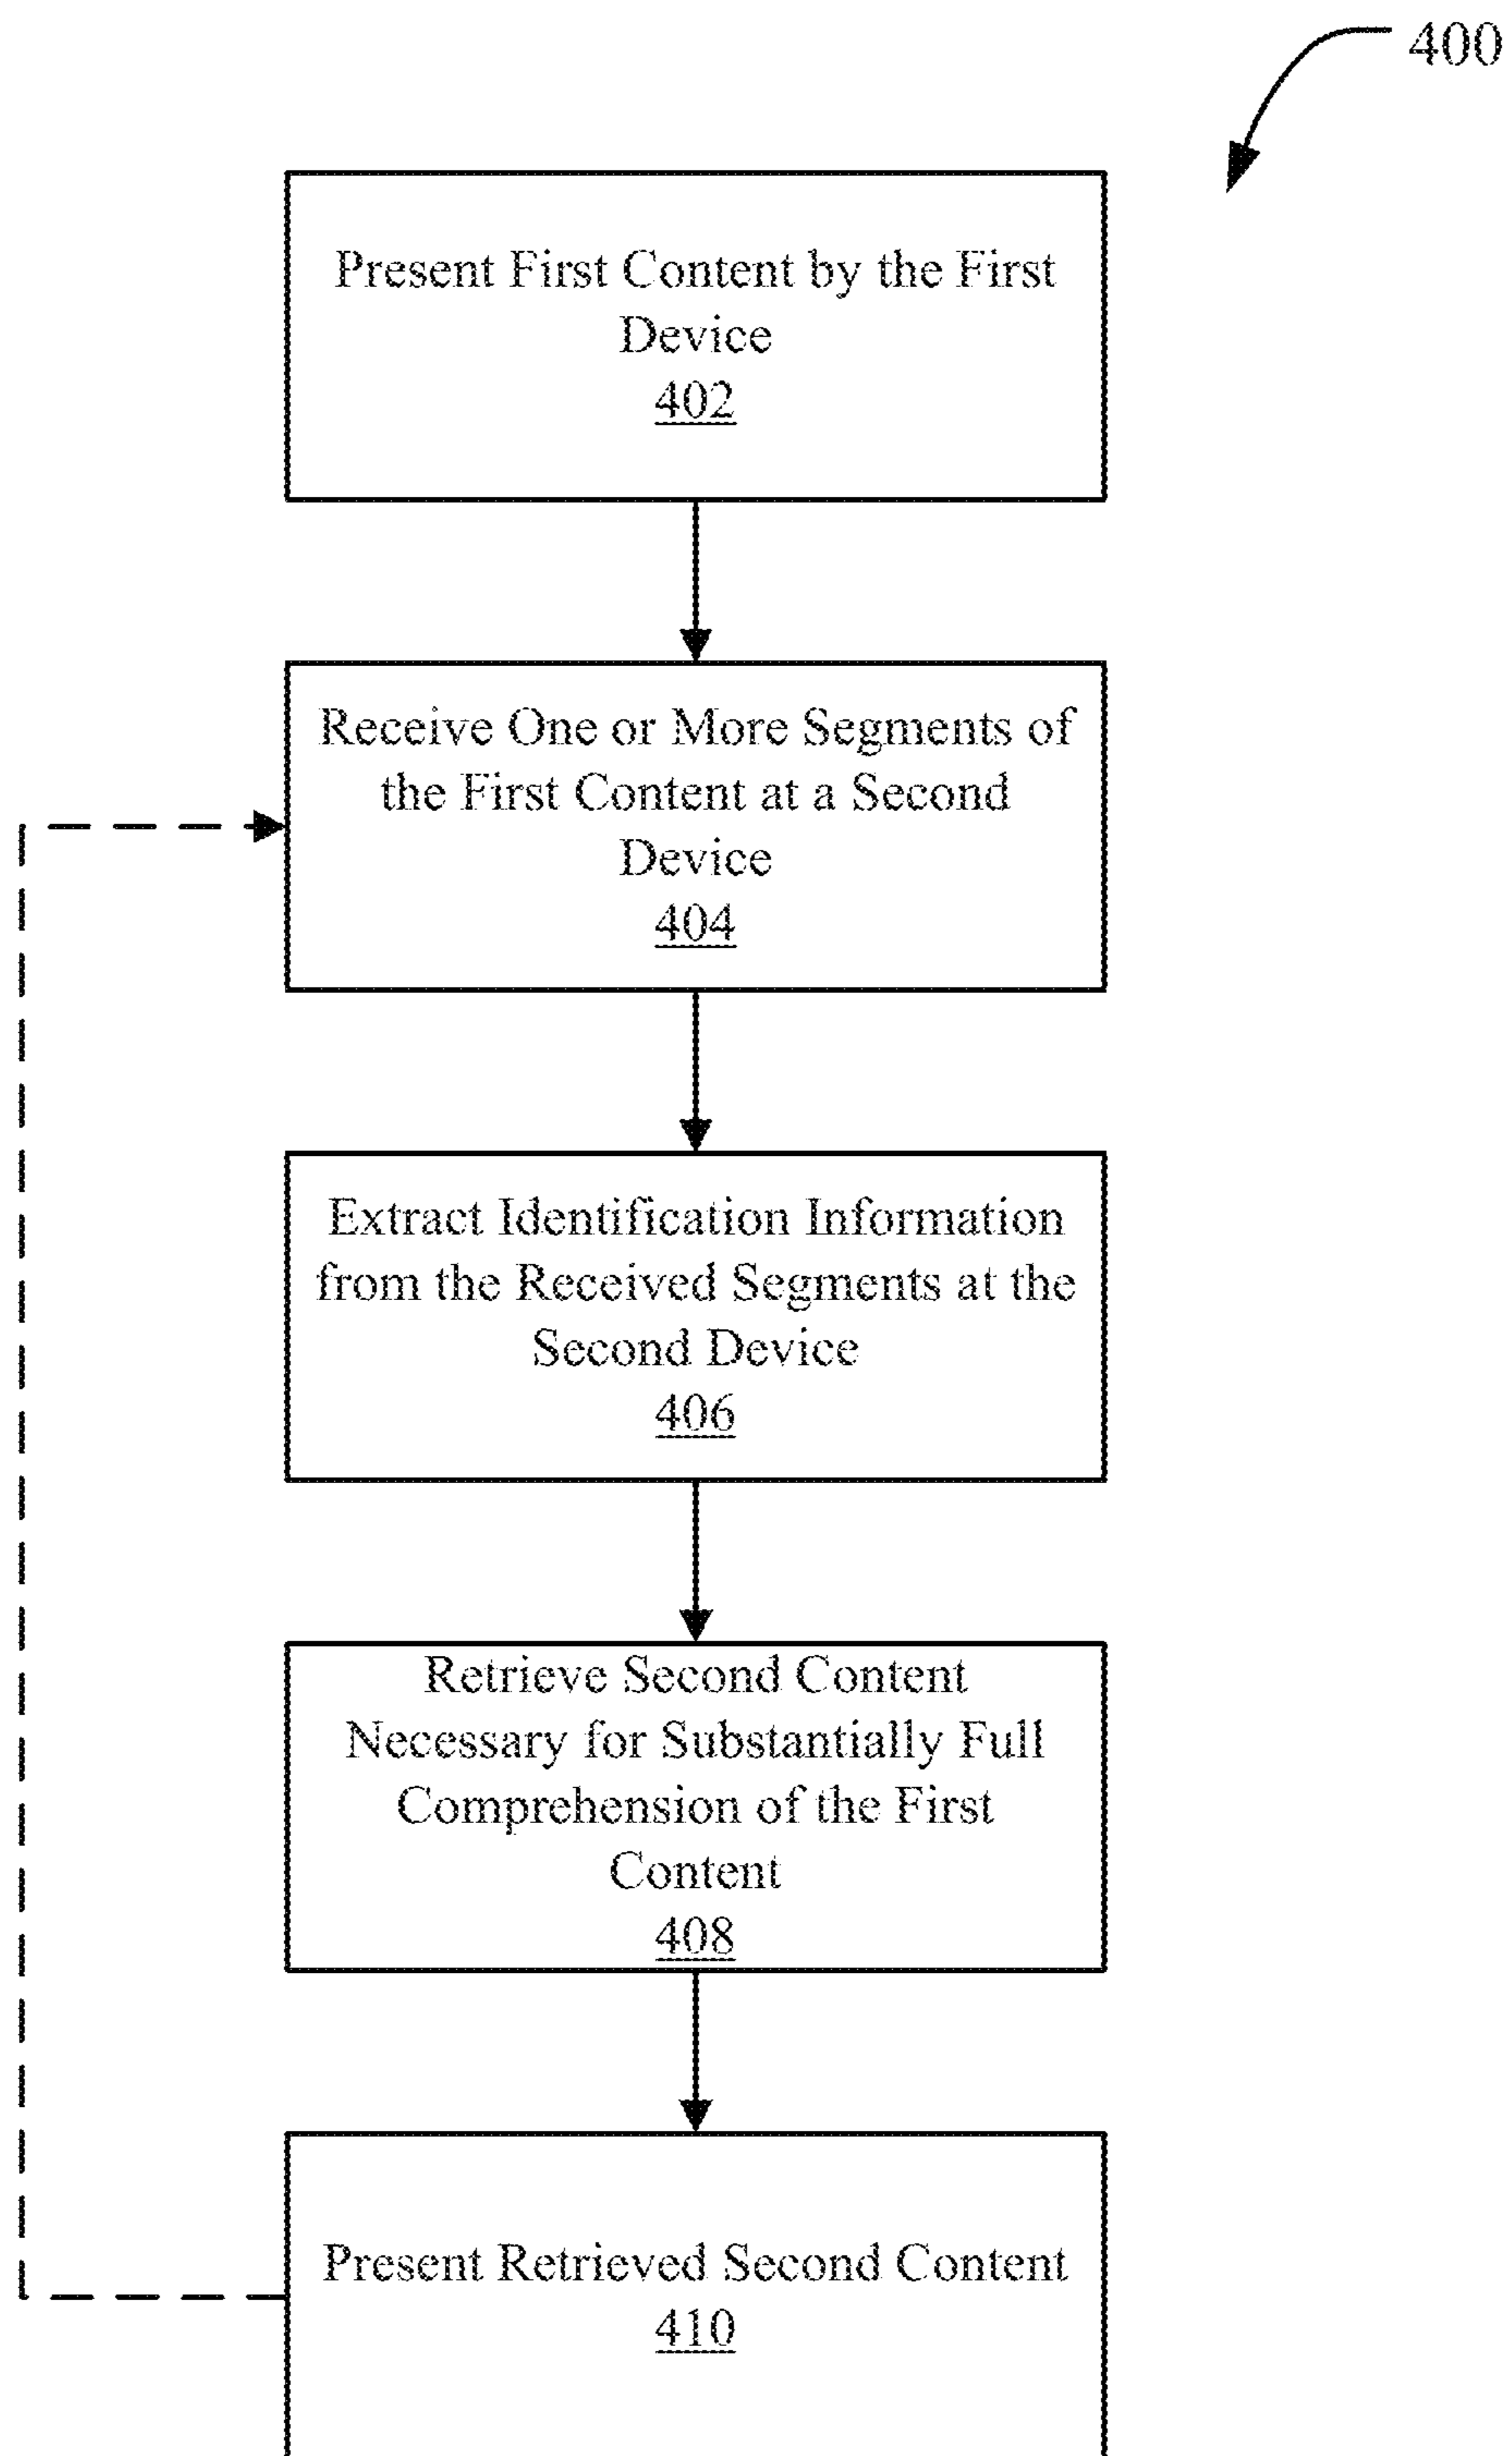 400
Present First Content by the First
Device
402
Receive One or More Segments of
the First Content at a Second
Device
404
Extract Identification Information
from the Received Segments at the
Second Device
406
Retrieve Second Content
Necessary for Substantially Full
Comprehension of the First
Content
408
Present Retrieved Second Content
410